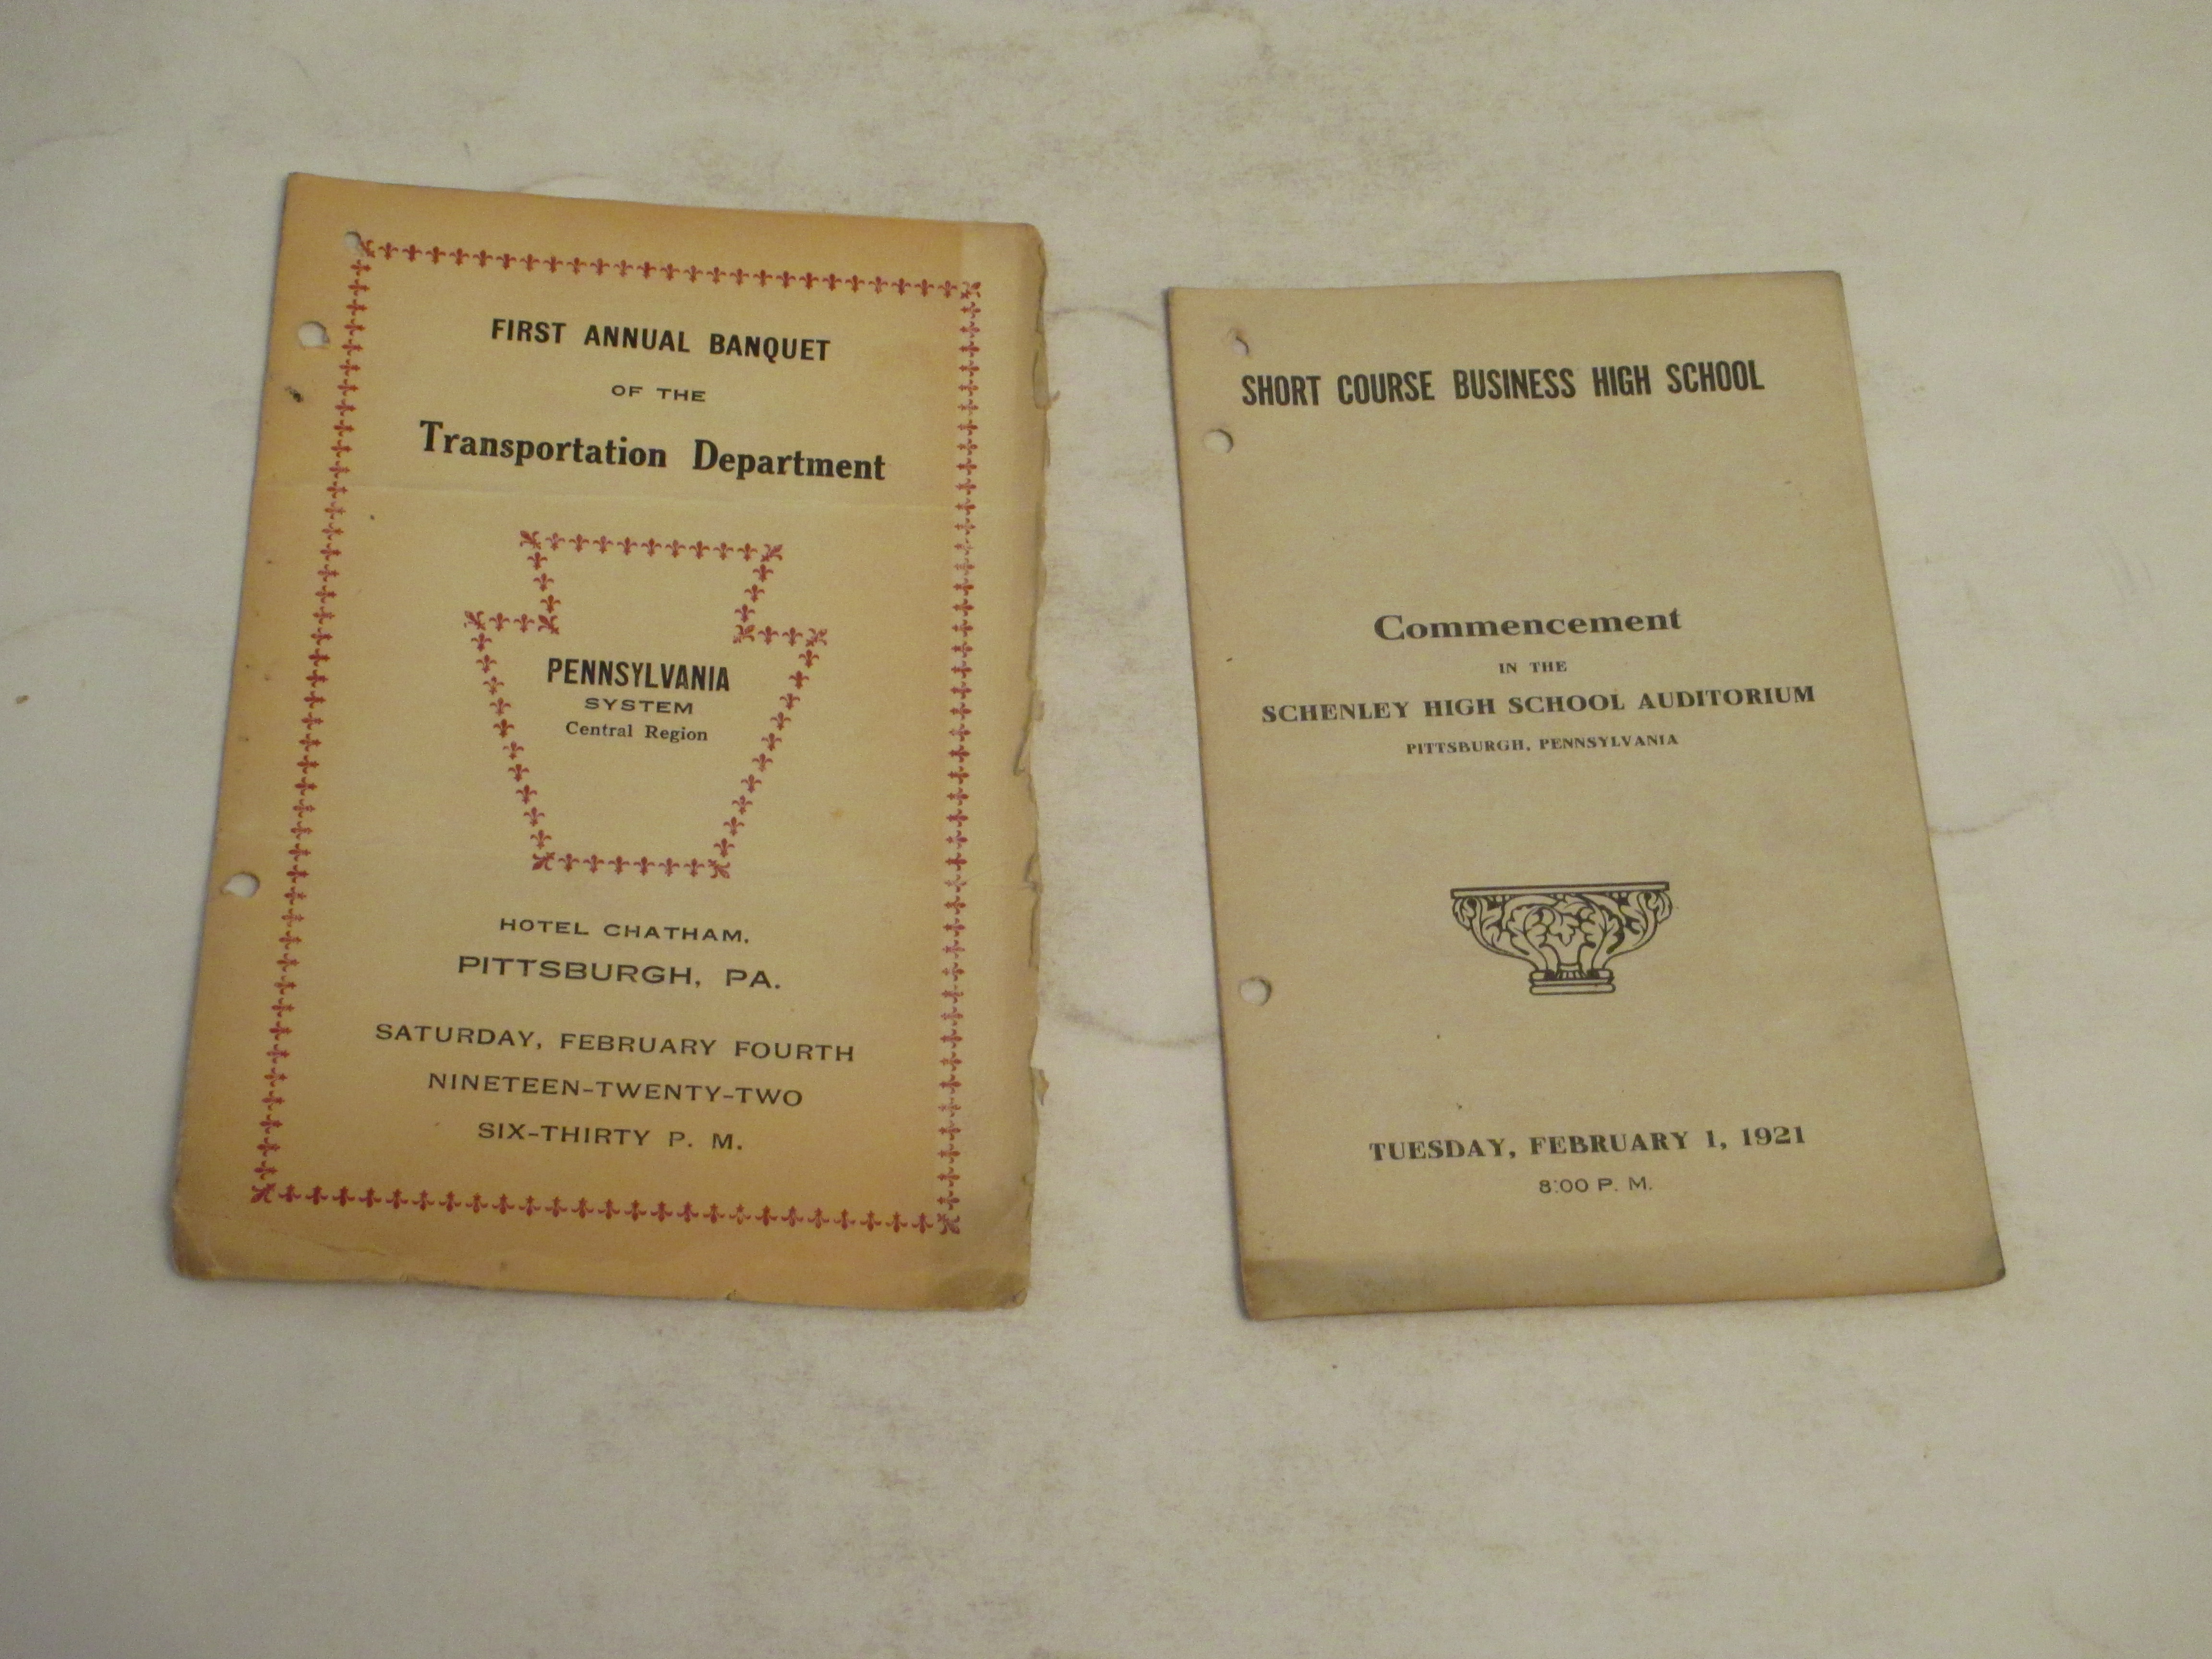 FIRST ANNUAL BANQUET
OF THE
Transportation Department
PENNSYLVANIA
SYSTEM
Central Region
HOTEL CHATHAM,
PITTSBURGH, PA.
SATURDAY, FEBRUARY FOURTH
NINETEEN-TWENTY-TWO
SIX-THIRTY P. M.
SHORT COURSE BUSINESS HIGH SCHOOL
Commencement
IN THE
SCHENLEY HIGH SCHOOL AUDITORIUM
PITTSBURGH, PENNSYLVANIA
TUESDAY, FEBRUARY 1, 1921
8:00 P. M.